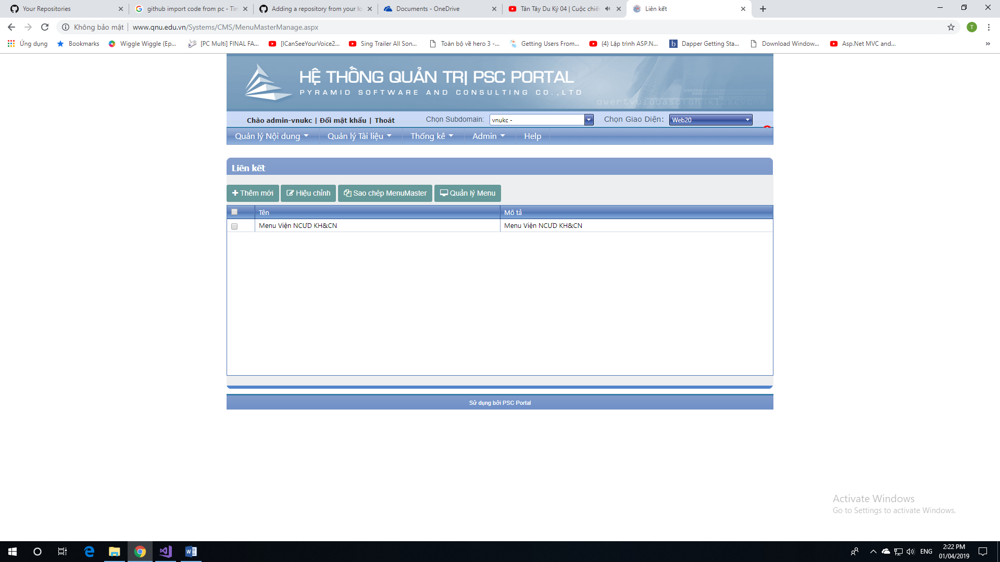 Your Repositories
github import code from pc - Tìn
Adding a repository from your lo
Documents - OneDrive
Tân Tây Du Ký 04 | Cuộc chiế
Liên kết
Không bảo mật
www.qnu.edu.vn/Systems/CMS/MenuMasterManage.aspx
T
Ứng dụng
Bookmarks
Wiggle Wiggle (Ep...
[PC Multi] FINAL FA...
[ICanSeeYourVoice2...
Sing Trailer All Son...
Toàn bộ về hero 3 -...
Getting Users From...
(4) Lập trình ASP.N...
b Dapper Getting Sta...
Download Window...
Asp.Net MVC and...
»
HỆ THỐNG QUẢN TRỊ PSC PORTAL
PYRAMID SOFTWARE AND CONSULTING CO.,LTD
Chào admin-vnukc | Đổi mật khẩu | Thoát
Chọn Subdomain:
vnukc -
Chọn Giao Diện:
Web20
Quản lý Nội dung
Quản lý Tài liệu
Thống kê
Admin
Help
Liên kết
Thêm mới
Hiệu chỉnh
Sao chép MenuMaster
Quản lý Menu
Tên
Mô tả
Menu Viện NCƯD KH&CN
Menu Viện NCƯD KH&CN
Sử dụng bởi PSC Portal
Activate Windows
Go to Settings to activate Windows.
ENG
2:22 PM
01/04/2019